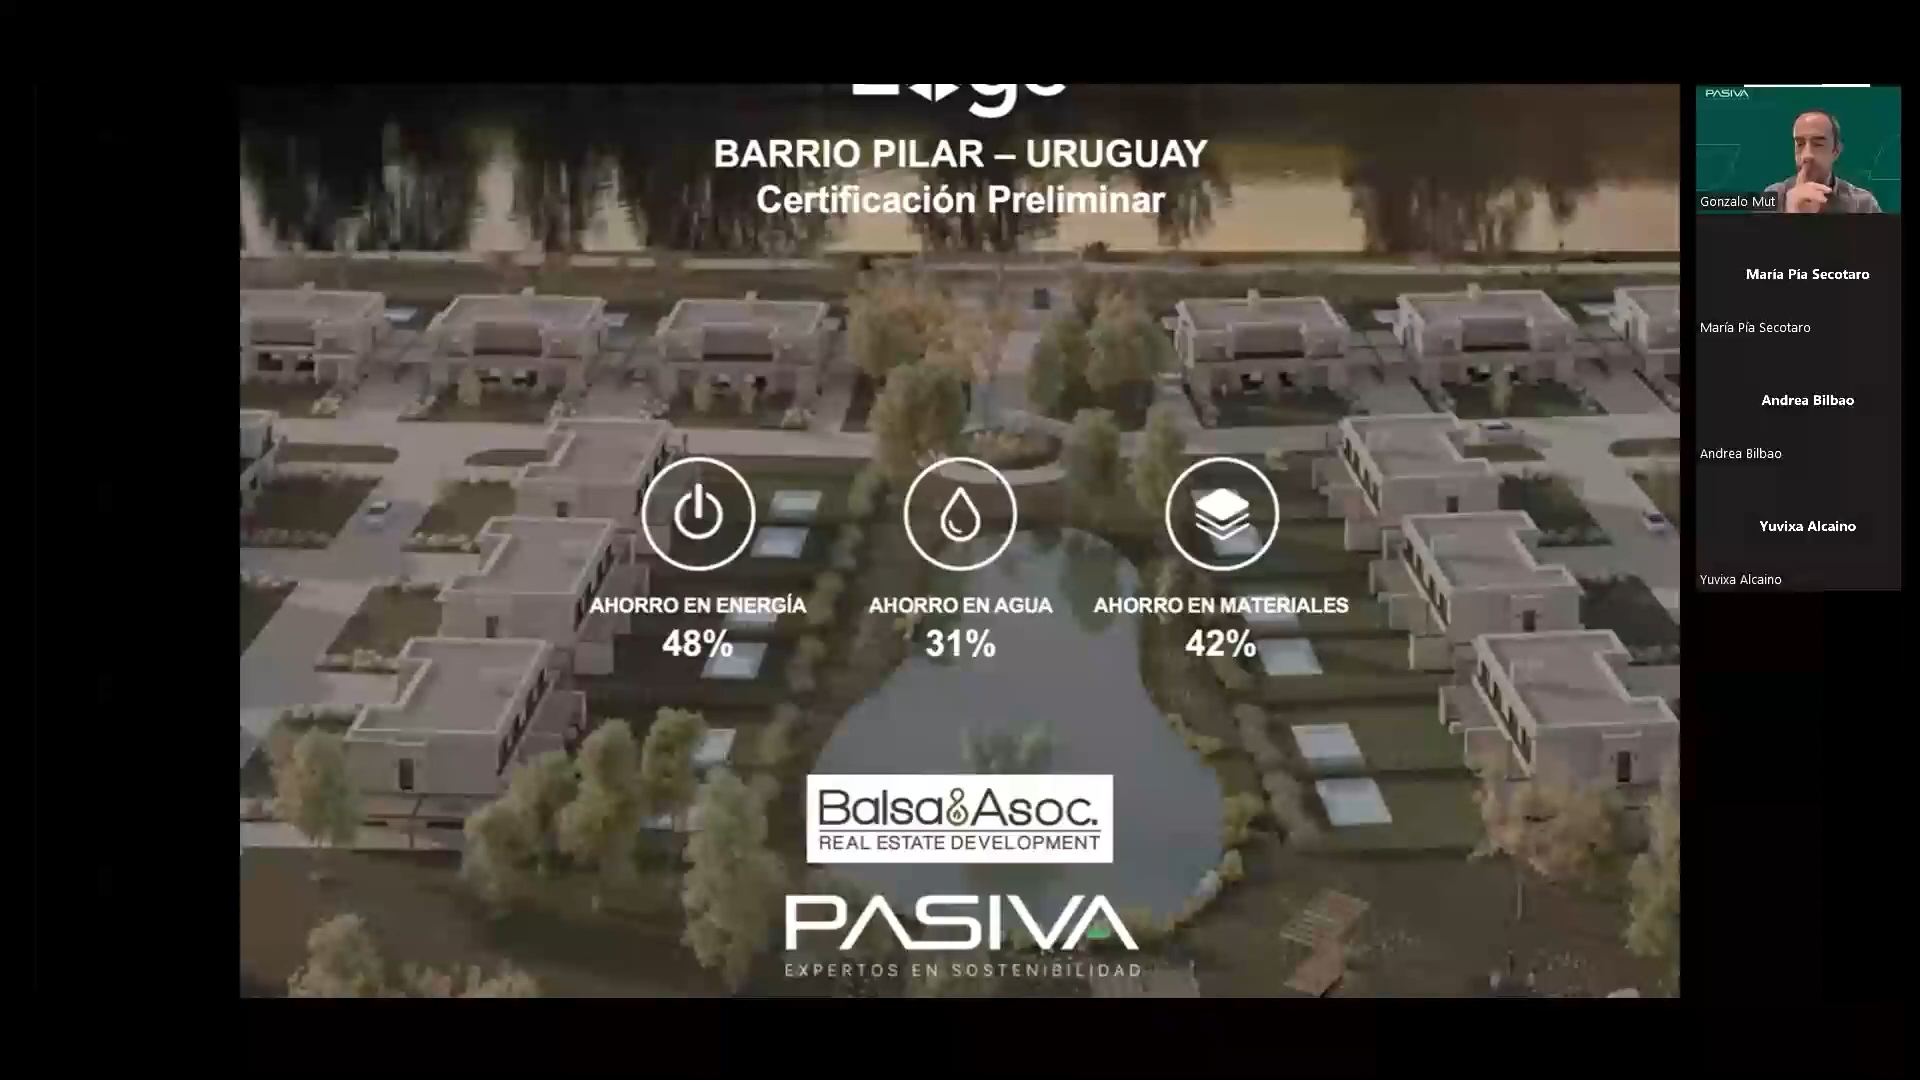 BARRIO PILAR – URUGUAY
Certificación Preliminar
AHORRO EN ENERGÍA
48%
AHORRO EN AGUA
31%
AHORRO EN MATERIALES
42%
Balsa&Asoc.
REAL ESTATE DEVELOPMENT
PASIVA
EXPERTOS EN SOSTENIBILIDAD
PASIVA
Gonzalo Mut
María Pía Secotaro
María Pía Secotaro
Andrea Bilbao
Andrea Bilbao
Yuvixa Alcaino
Yuvixa Alcaino